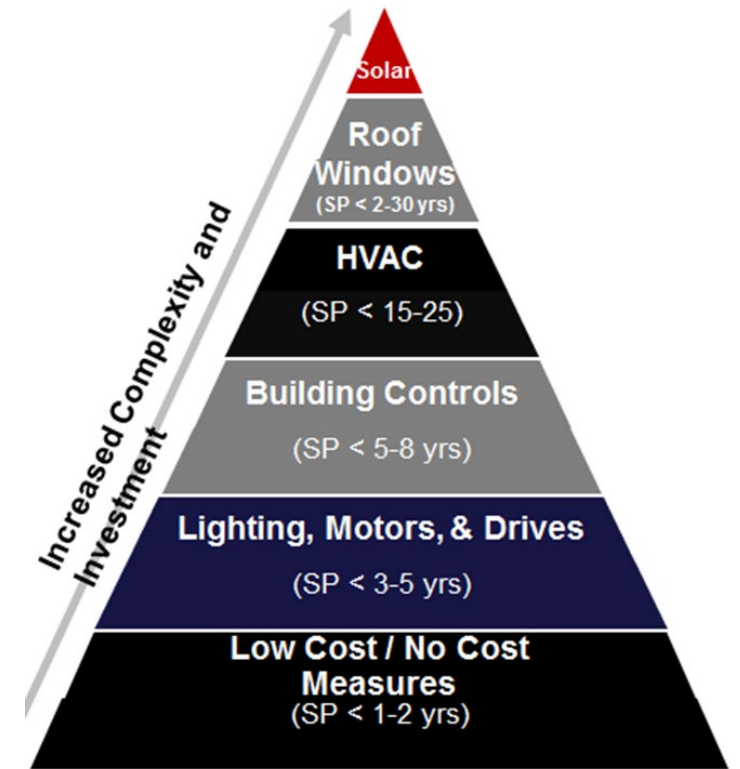 Solar
Roof
Windows
(SP < 2-30 yrs)
HVAC
(SP < 15-25)
Building Controls
(SP < 5-8 yrs)
Lighting, Motors, & Drives
(SP < 3-5 yrs)
Low Cost / No Cost
Measures
(SP < 1-2 yrs)
Increased Complexity and
Investment